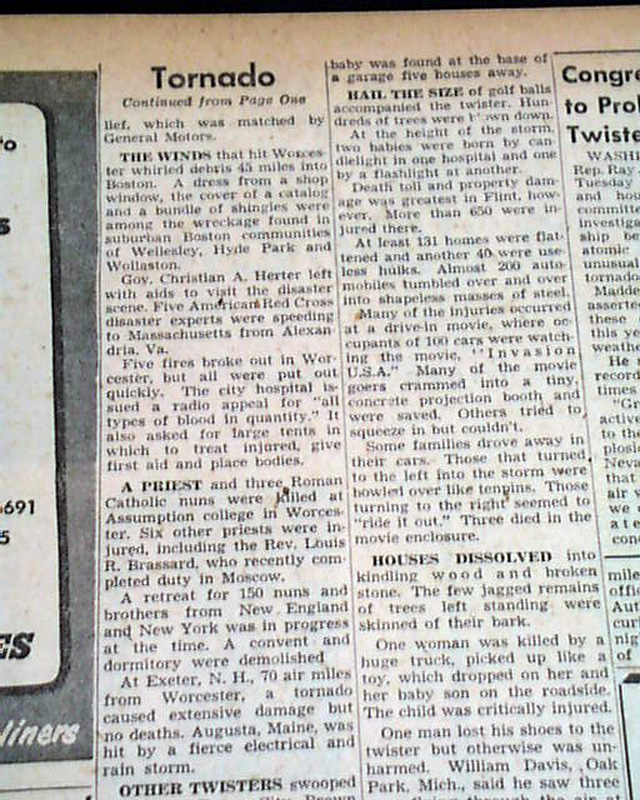 Tornado
Continued from Page One
lief, which was matched by
General Motors.
THE WINDS that hit Worces-
ter whirled debris 45 miles into
Boston. A dress from a shop
window, the cover of a catalog
and a bundle of shingles were
among the wreckage found in
suburban Boston communities
of Wellesley, Hyde Park and
Wollaston.
Gov. Christian A. Herter left
with aids to visit the disaster
scene. Five American Red Cross
disaster experts were speeding
to Massachusetts from Alexan-
dria, Va.
Five fires broke out in Wor-
cester, but all were put out
quickly. The city hospital is-
sued a radio appeal for "all
types of blood in quantity." It
also asked for large tents in
which to treat injured, give
first aid and place bodies.
A PRIEST and three Roman
Catholic nuns were killed at
Assumption college in Worces-
ter. Six other priests were in-
jured, including the Rev. Louis
R. Brassard, who recently com-
pleted duty in Moscow.
A retreat for 150 nuns and
brothers from New England
and New York was in progress
at the time. A convent and
dormitory were demolished
At Exeter, N. H., 70 air miles
from Worcester, a tornado
caused extensive damage but
no deaths. Augusta, Maine, was
hit by a fierce electrical and
rain storm.
OTHER TWISTERS swooped
baby was found at the base of
a garage five houses away.
HAIL THE SIZE of golf balls
accompanied the twister. Hun-
dreds of trees were down.
At the height of the storm,
two babies were born by can-
dlelight in one hospital and one
by a flashlight at another.
Death toll and property dam-
age was greatest in Flint, how-
ever. More than 650 were in-
jured there.
At least 131 homes were flat-
tened and another 40 were use-
less hulks. Almost 200 auto-
mobiles tumbled over and over
into shapeless masses of steel.
Many of the injuries occurred
at a drive-in movie, where oc-
cupants of 100 cars were watch-
ing the movie, "Invasion
U.S.A." Many of the movie
goers crammed into a tiny,
concrete projection booth and
were saved. Others tried to
squeeze in but couldn't.
Some families drove away in
their cars. Those that turned
to the left into the storm were
bowled over like tenpins. Those
turning to the right seemed to
"ride it out." Three died in the
movie enclosure.
HOUSES DISSOLVED into
kindling wood and broken
stone. The few jagged remains
of trees left standing were
skinned of their bark.
One woman was killed by a
huge truck, picked up like a
toy, which dropped on her and
her baby son on the roadside.
The child was critically injured.
One man lost his shoes to the
twister but otherwise was un-
harmed. William Davis, Oak
Park, Mich., said he saw three
Congre
to Prob
Twiste
WASHI
Rep. Ray
Tuesday
and hou
committe
investiga
ship be
atomic
unusual
tornado
Madde
asserte
these
this ye
weathe
He
record
times
"Ge
active
to the
plosio
Neva
that
air
we
at
con
mile
offic
Aut
curi
nig
of
691
5
ES
liners